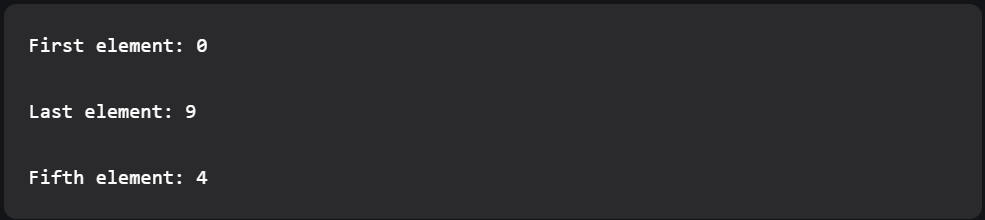 First element: 0
Last element: 9
Fifth element: 4